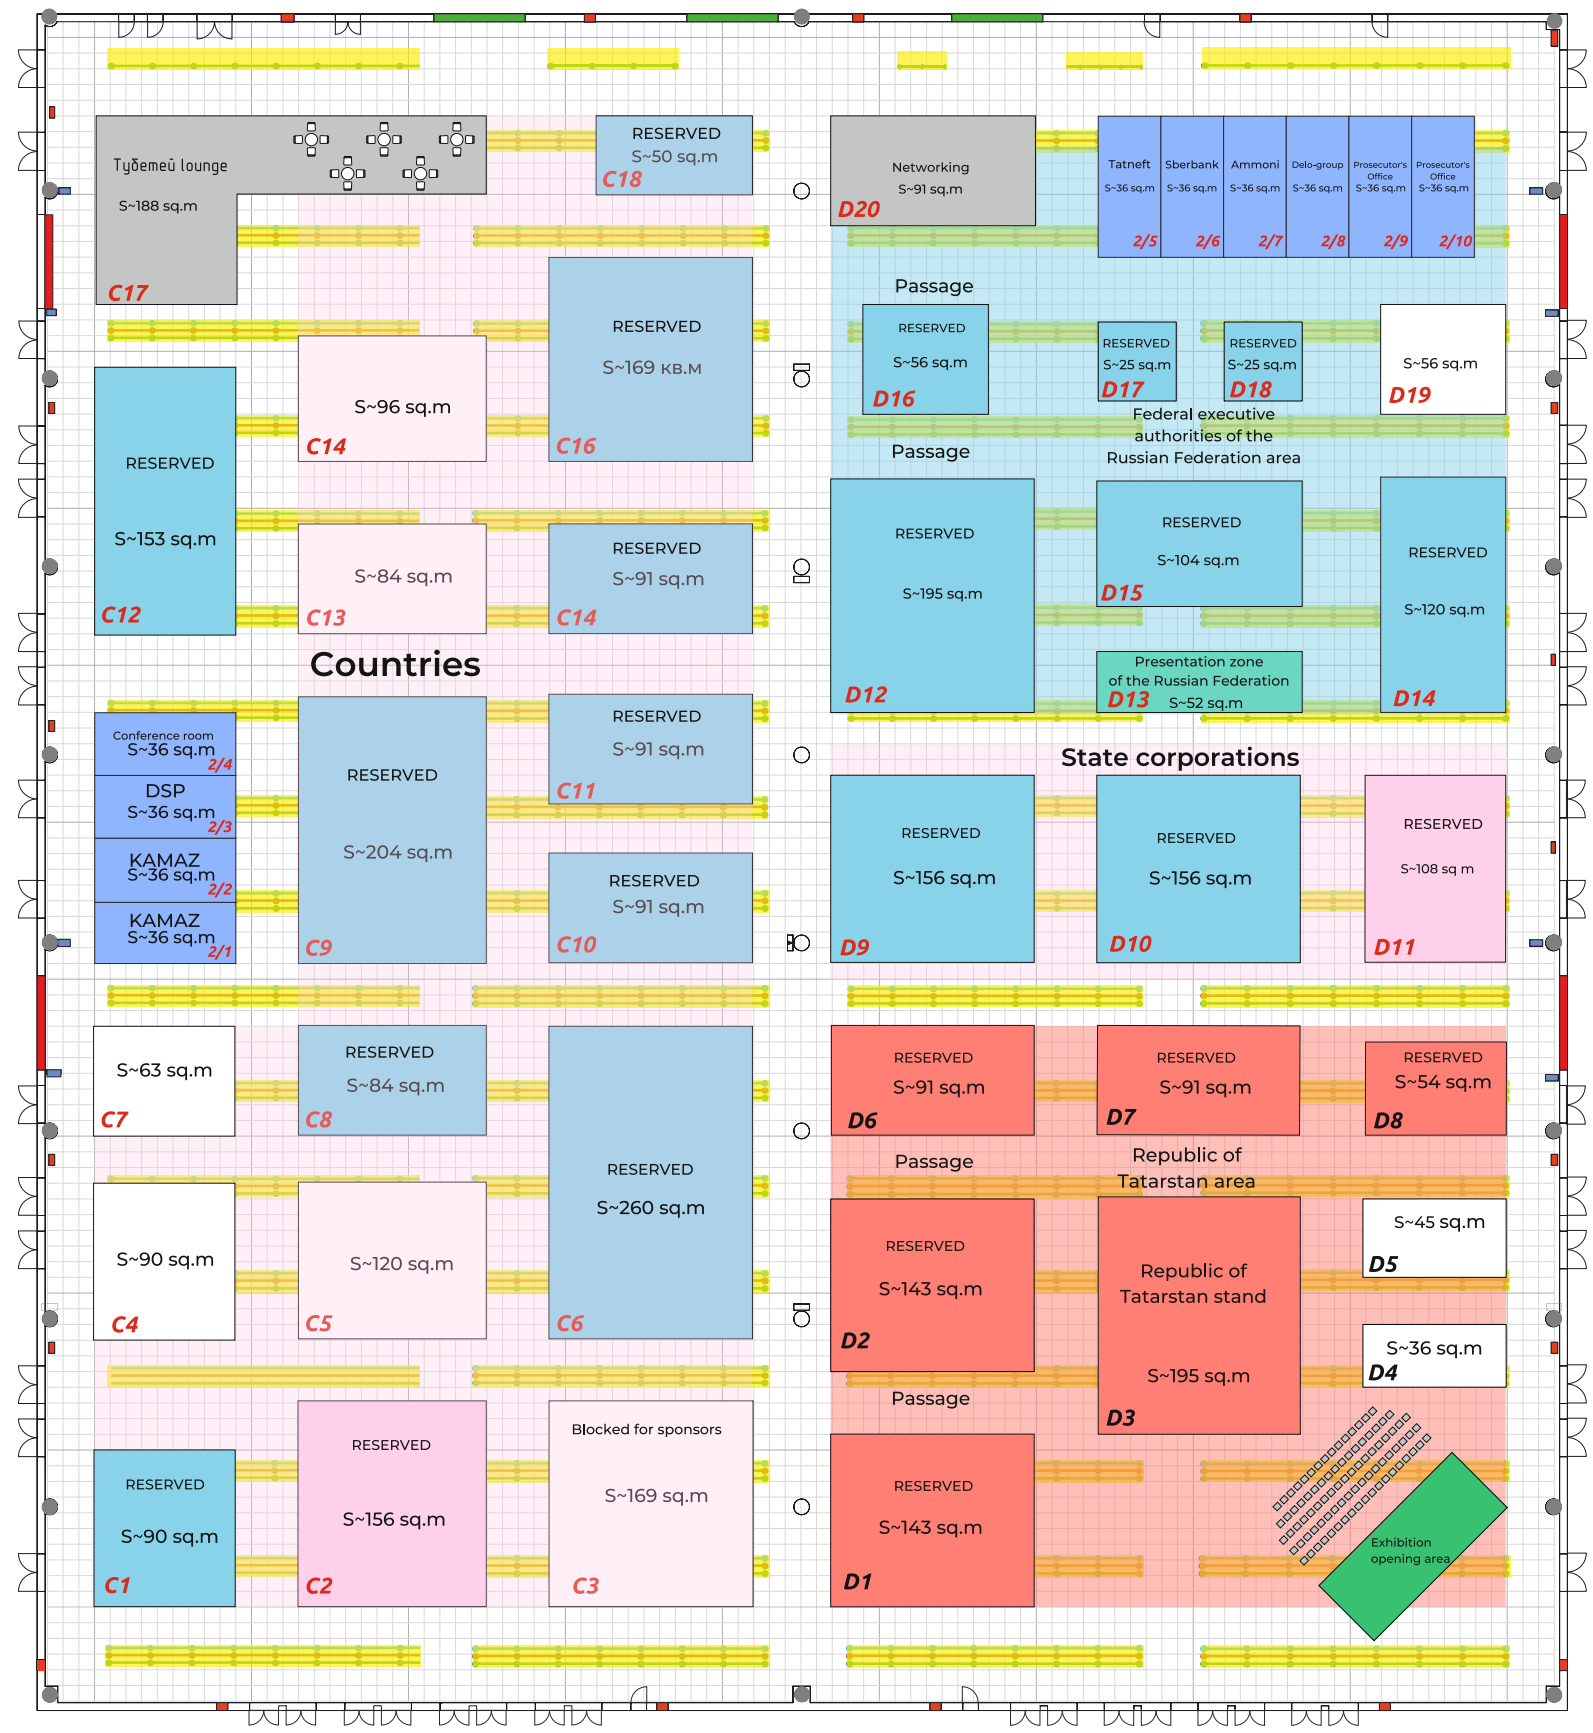 Тубетей lounge
S~188 sq.m
C17
RESERVED
S~50 sq.m
C18
RESERVED
S~169 кв.м
C16
S~96 sq.m
C14
RESERVED
S~153 sq.m
C12
S~84 sq.m
C13
RESERVED
S~91 sq.m
C14
Countries
Conference room
S~36 sq.m
2/4
DSP
S~36 sq.m
2/3
KAMAZ
S~36 sq.m
2/2
KAMAZ
S~36 sq.m
2/1
RESERVED
S~204 sq.m
C9
RESERVED
S~91 sq.m
C11
RESERVED
S~91 sq.m
C10
S~63 sq.m
C7
RESERVED
S~84 sq.m
C8
RESERVED
S~260 sq.m
C6
S~90 sq.m
C4
S~120 sq.m
C5
RESERVED
S~90 sq.m
C1
RESERVED
S~156 sq.m
C2
Blocked for sponsors
S~169 sq.m
C3
Networking
S~91 sq.m
D20
Tatneft
S~36 sq.m
2/5
Sberbank
S~36 sq.m
2/6
Ammoni
S~36 sq.m
2/7
Delo-group
S~36 sq.m
2/8
Prosecutor's
Office
S~36 sq.m
2/9
Prosecutor's
Office
S~36 sq.m
2/10
Passage
RESERVED
S~56 sq.m
D16
RESERVED
S~25 sq.m
D17
RESERVED
S~25 sq.m
D18
S~56 sq.m
D19
Federal executive
authorities of the
Russian Federation area
Passage
RESERVED
S~195 sq.m
D12
RESERVED
S~104 sq.m
D15
RESERVED
S~120 sq.m
D14
Presentation zone
of the Russian Federation
D13
S~52 sq.m
State corporations
RESERVED
S~156 sq.m
D9
RESERVED
S~156 sq.m
D10
RESERVED
S~108 sq m
D11
RESERVED
S~91 sq.m
D6
RESERVED
S~91 sq.m
D7
RESERVED
S~54 sq.m
D8
Passage
Republic of
Tatarstan area
RESERVED
S~143 sq.m
D2
Republic of
Tatarstan stand
S~195 sq.m
D3
S~45 sq.m
D5
S~36 sq.m
D4
Passage
RESERVED
S~143 sq.m
D1
Exhibition
opening area